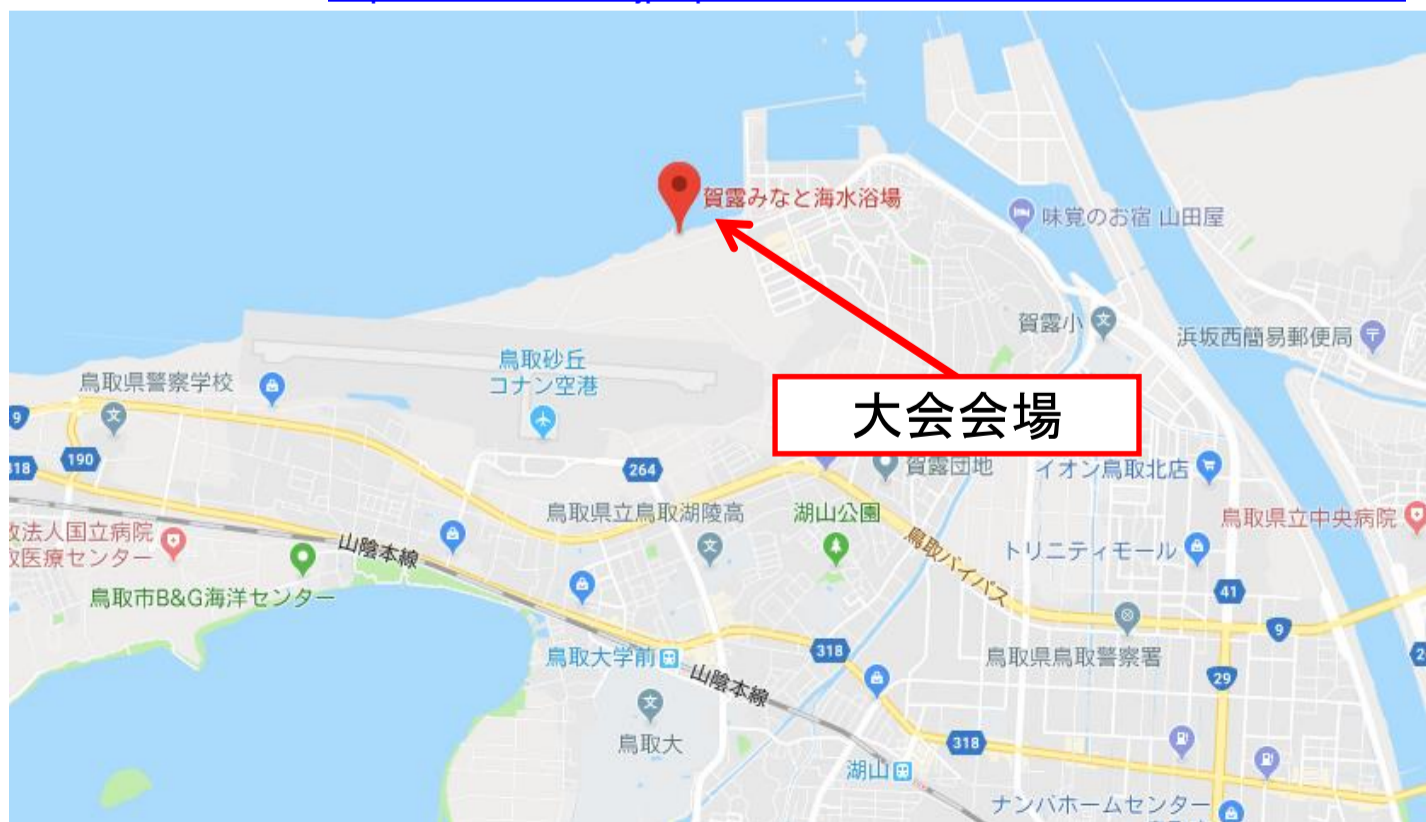 賀露みなと海水浴場
味覚のお宿 山田屋
賀露小
浜坂西簡易郵便局
鳥取砂丘
コナン空港
鳥取県警察学校
大会会場
9
190
318
264
賀露団地
イオン鳥取北店
鳥取県立鳥取湖陵高
湖山公園
鳥取県立中央病院
法人国立病院
医療センター
山陰本線
鳥取バイパス
トリニティモール
鳥取市B&G海洋センター
41
9
鳥取大学前
318
鳥取県鳥取警察署
山陰本線
29
鳥取大
318
湖山
ナンバホームセンター